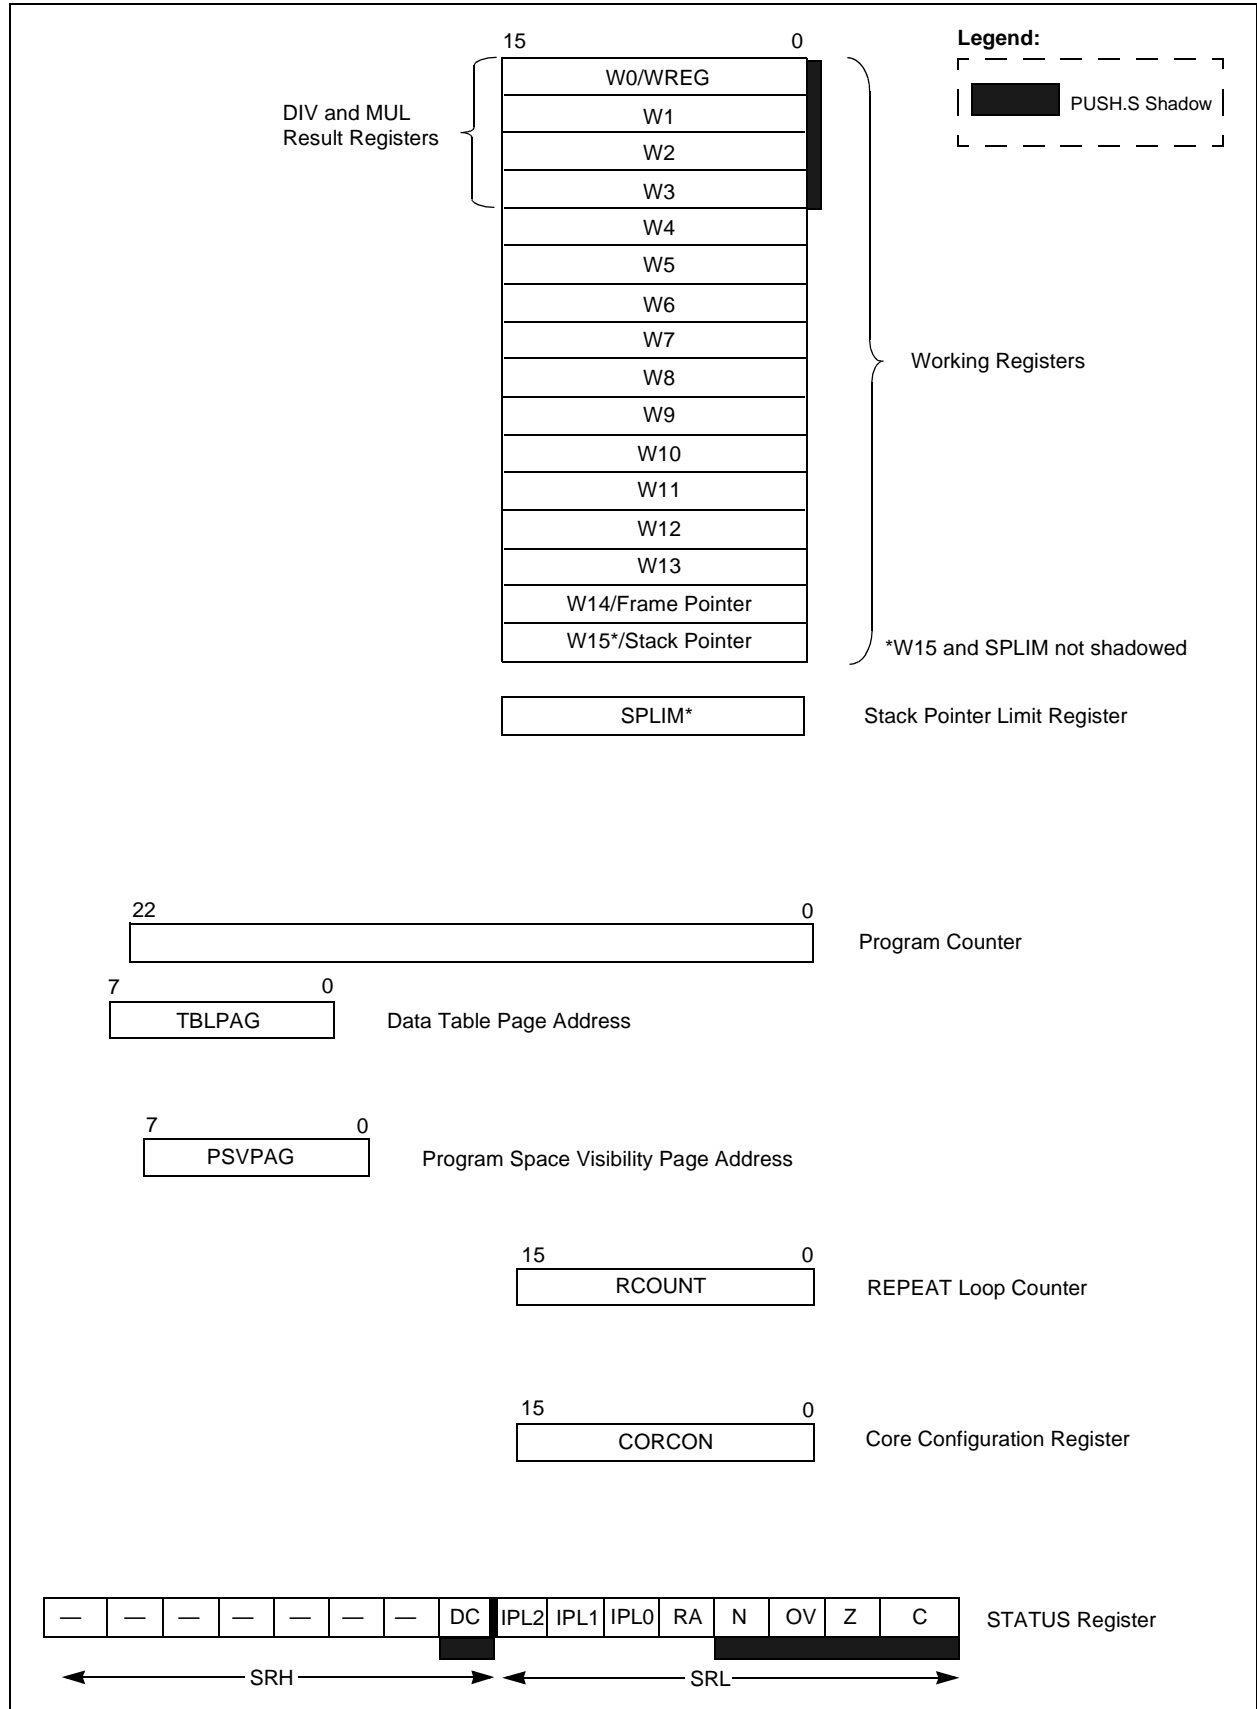 15 0
Legend:
W0/WREG
PUSH.S Shadow
DIV and MUL
Result Registers
W1
W2
W3
W4
W5
W6
W7
Working Registers
W8
W9
W10
W11
W12
W13
W14/Frame Pointer
W15*/Stack Pointer
*W15 and SPLIM not shadowed
SPLIM* Stack Pointer Limit Register
22 0
Program Counter
7 0
TBLPAG Data Table Page Address
7 0
PSVPAG Program Space Visibility Page Address
15 0
RCOUNT REPEAT Loop Counter
15 0
CORCON Core Configuration Register
— — — — — — — DC IPL2 IPL1 IPL0 RA N OV Z C STATUS Register
SRH SRL